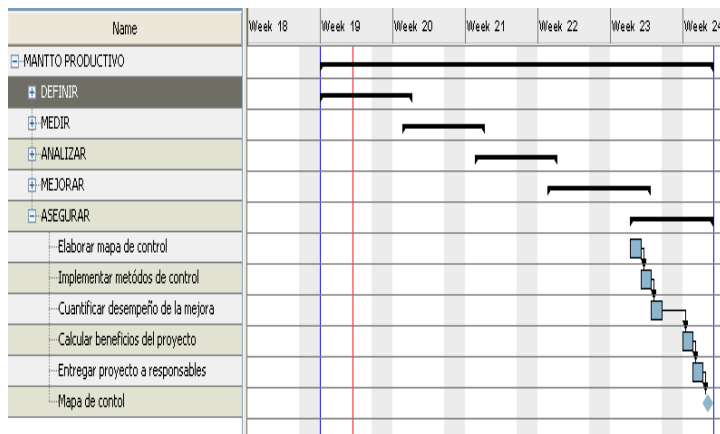 Name
Week 18 Week 19 Week 20 Week 21 Week 22 Week 23 Week 24
MANTTO PRODUCTIVO
DEFINIR
MEDIR
ANALIZAR
MEJORAR
ASEGURAR
Elaborar mapa de control
Implementar metódos de control
Cuantificar desempeño de la mejora
Calcular beneficios del proyecto
Entregar proyecto a responsables
Mapa de contol